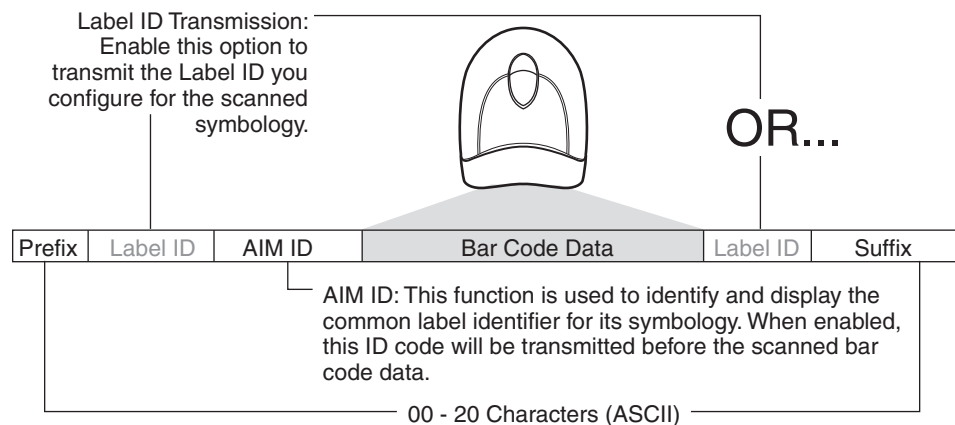 Label ID Transmission:
Enable this option to
transmit the Label ID you
configure for the scanned
symbology.
OR...
Prefix Label ID AIM ID Bar Code Data Label ID Suffix
AIM ID: This function is used to identify and display the
common label identifier for its symbology. When enabled,
this ID code will be transmitted before the scanned bar
code data.
00 - 20 Characters (ASCII)